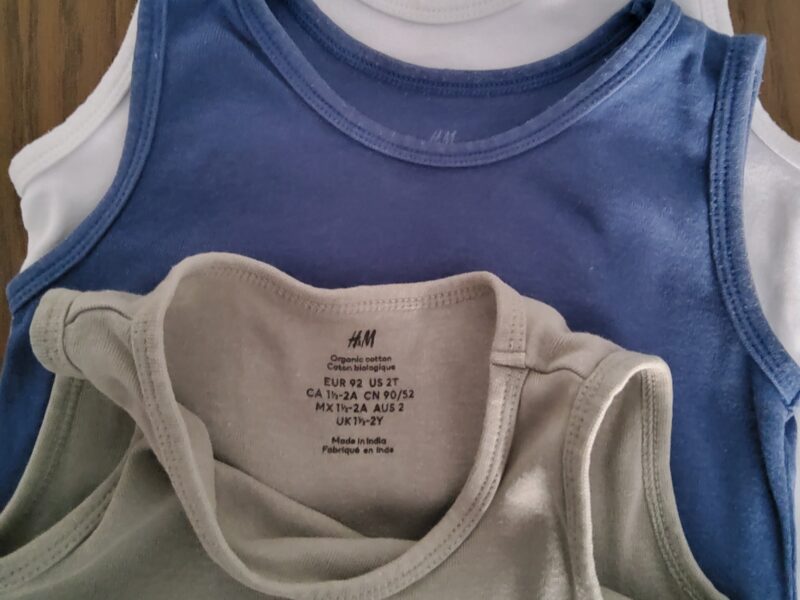 H&M
H&M
Organic cotton
Coton biologique
EUR 92 US 2T
CA 1½-2A CN 90/52
MX 1½-2A AUS 2
UK 1½-2Y
Made in India
Fabriqué en Inde